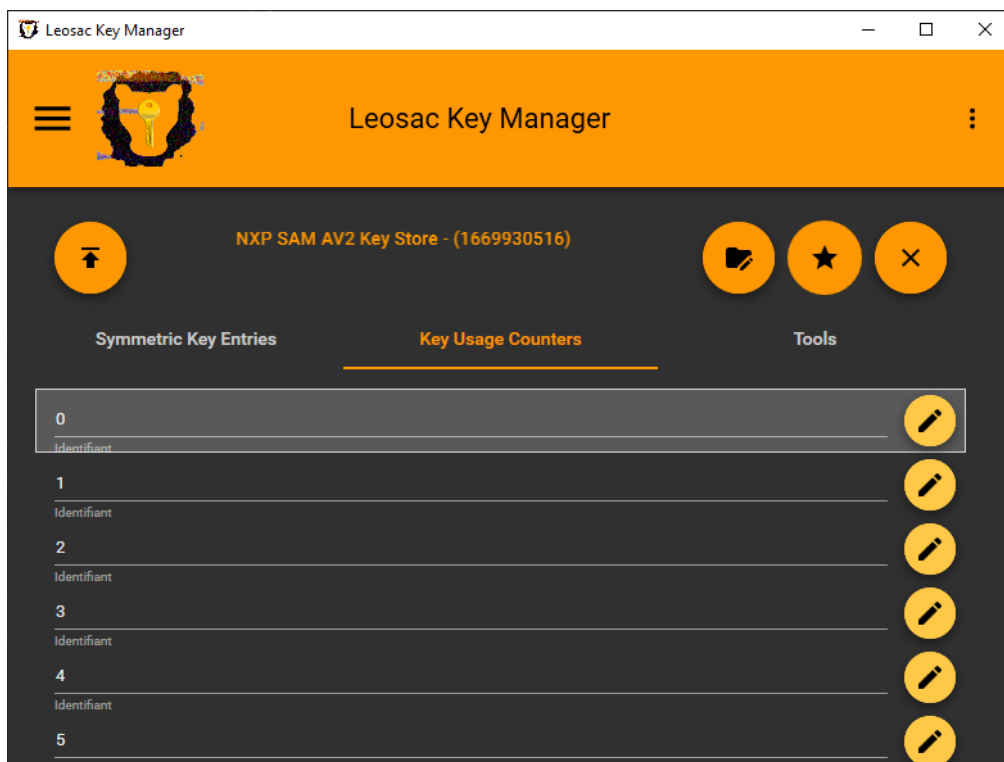 Leosac Key Manager
Leosac Key Manager
NXP SAM AV2 Key Store - (1669930516)
Symmetric Key Entries Key Usage Counters Tools
0
Identifiant
1
Identifiant
2
Identifiant
3
Identifiant
4
Identifiant
5